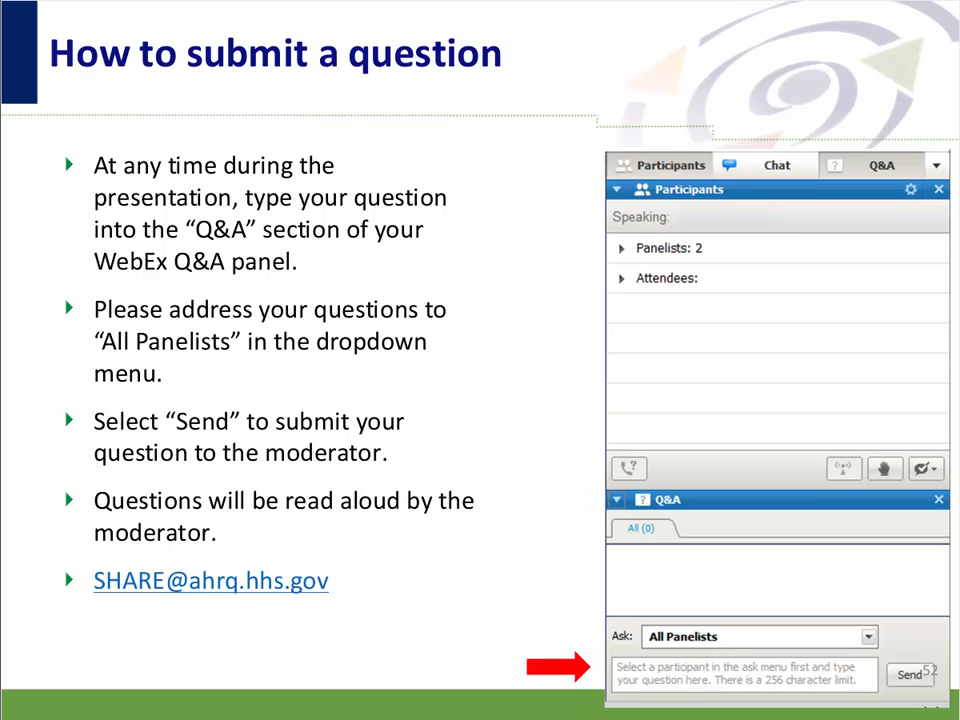 How to submit a question
At any time during the
presentation, type your question
into the “Q&A” section of your
WebEx Q&A panel.
Please address your questions to
“All Panelists” in the dropdown
menu.
Select “Send” to submit your
question to the moderator.
Questions will be read aloud by the
moderator.
SHARE@ahrq.hhs.gov
Participants Chat ? Q&A
Participants
Speaking:
Panelists: 2
Attendees:
? Q&A
All (0)
Ask: All Panelists
Select a participant in the ask menu first and type
your question here. There is a 256 character limit.
Send
52